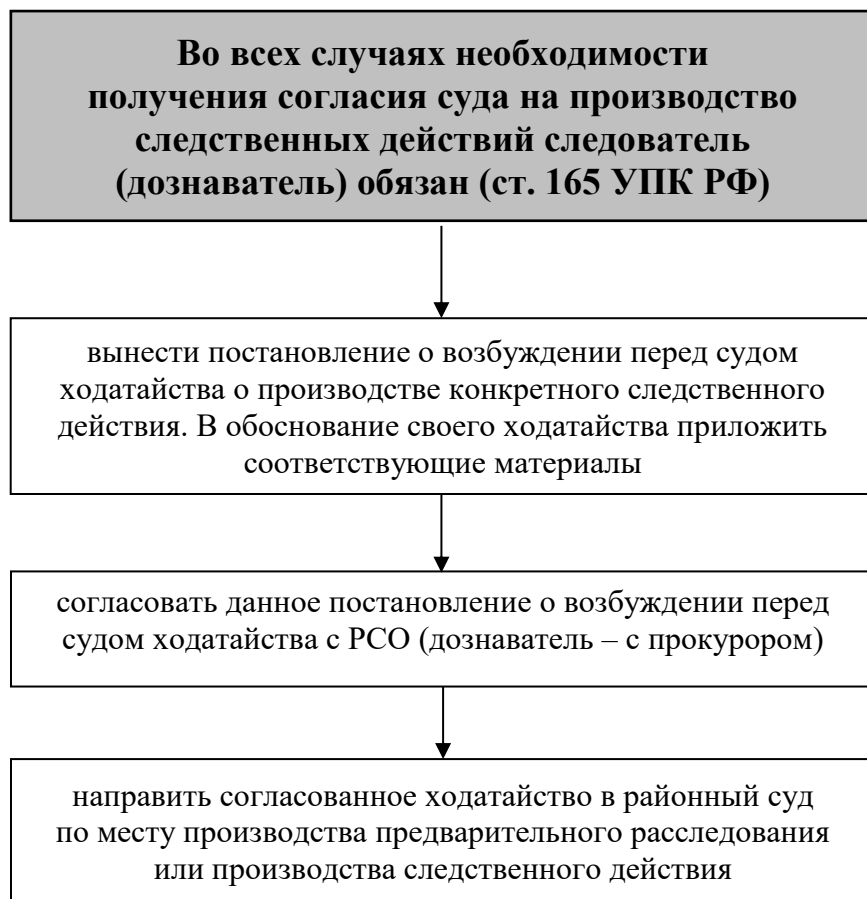 Во всех случаях необходимости
получения согласия суда на производство
следственных действий следователь
(дознаватель) обязан (ст. 165 УПК РФ)
вынести постановление о возбуждении перед судом
ходатайства о производстве конкретного следственного
действия. В обоснование своего ходатайства приложить
соответствующие материалы
согласовать данное постановление о возбуждении перед
судом ходатайства с РСО (дознаватель – с прокурором)
направить согласованное ходатайство в районный суд
по месту производства предварительного расследования
или производства следственного действия